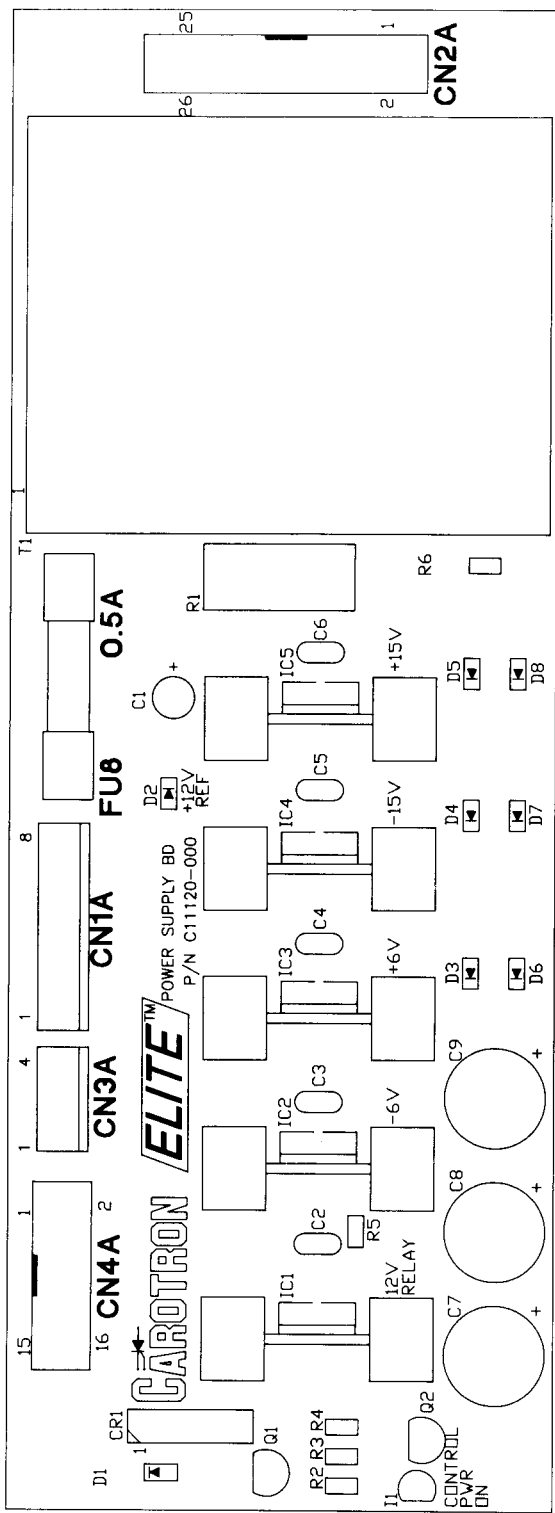 15
1
16
2
CN4A
1
4
CN3A
1
8
CN1A
FU8
0.5A
T1
1
26
25
2
1
CN2A
D1
CR1
1
CAROTRON
ELITE™
POWER SUPPLY BD
P/N C11120-000
D2
+12V
REF
C1
+
R1
Q1
IC1
C2
IC2
C3
IC3
C4
IC4
C5
IC5
C6
R2
R3
R4
12V
RELAY
R5
-6V
+6V
-15V
+15V
R6
I1
CONTROL
PWR
ON
Q2
C7
+
C8
+
C9
+
D3
D6
D4
D7
D5
D8